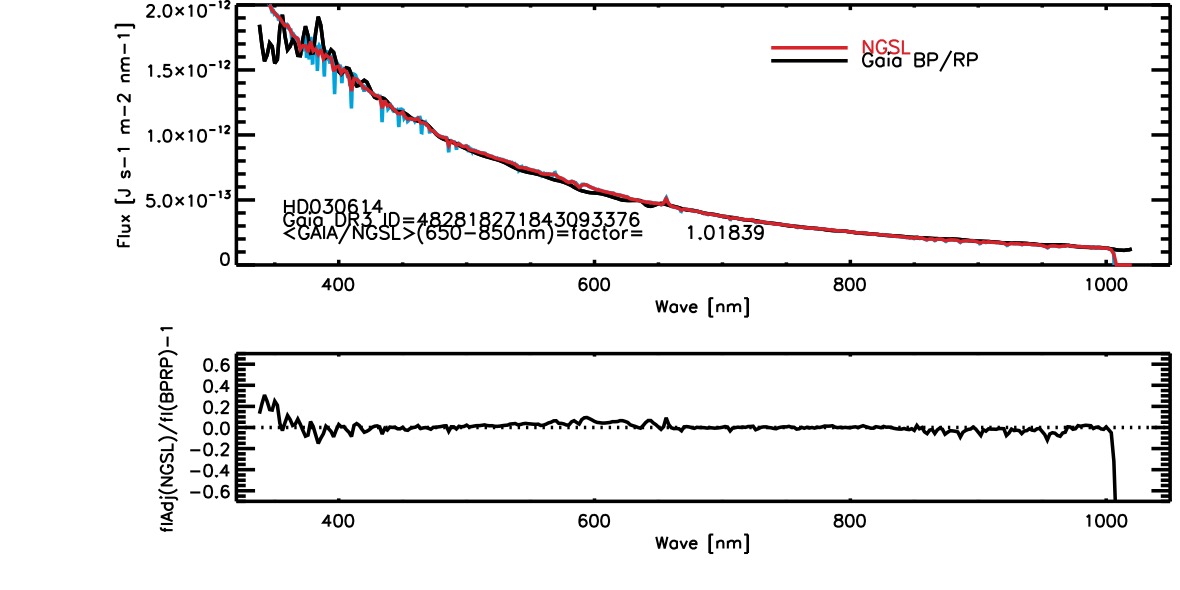 2.0×10⁻¹²
1.5×10⁻¹²
1.0×10⁻¹²
5.0×10⁻¹³
0
Flux [J s−1 m−2 nm−1]
NGSL
Gaia BP/RP
HD030614
Gaia DR3 ID=4828182718430933376
<GAIA/NGSL>(650−850nm)=factor= 1.01839
400 600 800 1000
Wave [nm]
flAdj(NGSL)/fl(BPRP)−1
0.6
0.4
0.2
0.0
−0.2
−0.4
−0.6
400 600 800 1000
Wave [nm]